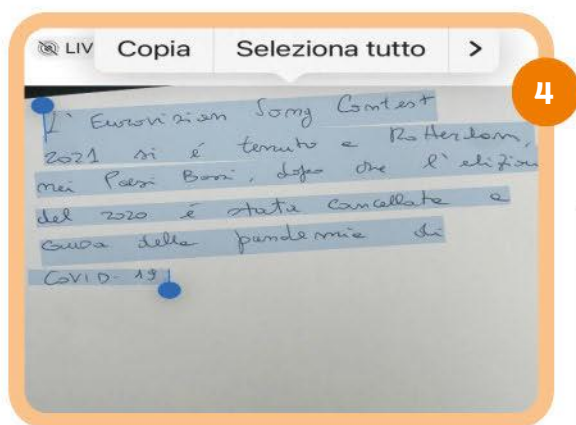 LIV
Copia Seleziona tutto >
4
L'Eurovision Song Contest
2021 si é tenuto a Rotterdam,
nei Paesi Bassi, dopo che l'edizion
del 2020 é stata cancellata a
causa della pandemia di
COVID-19